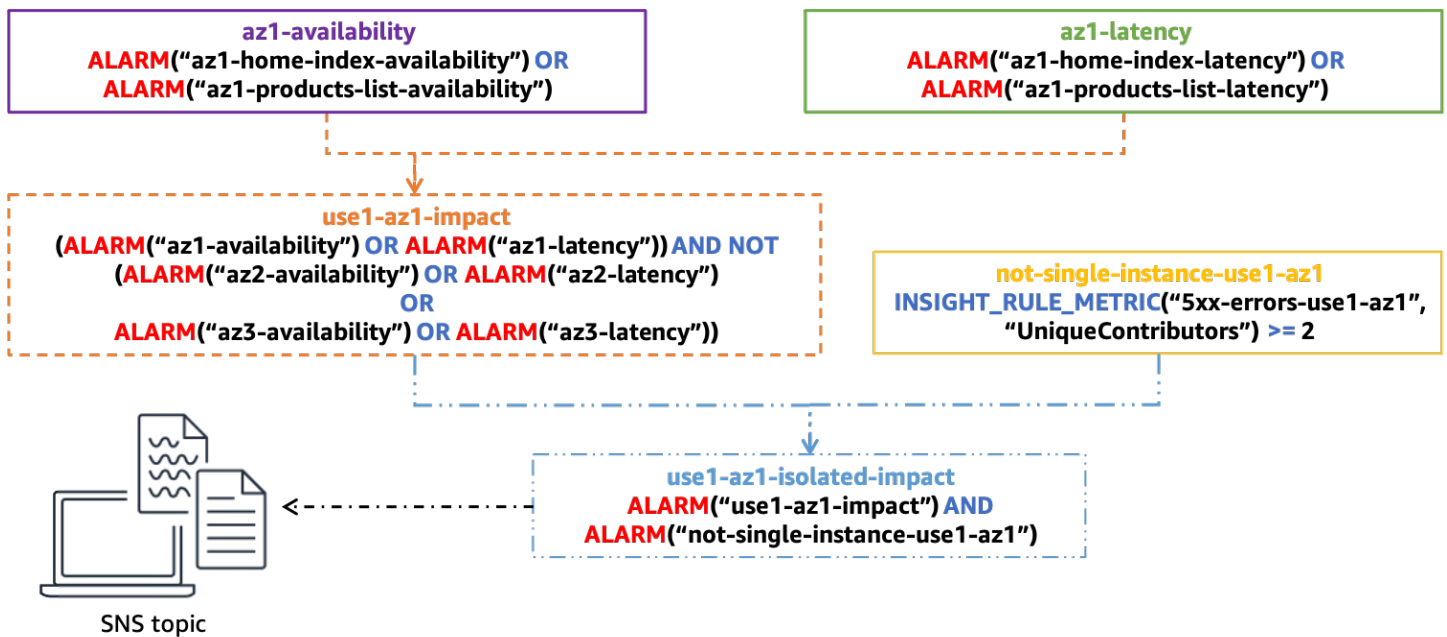 az1-availability
ALARM(“az1-home-index-availability”) OR
ALARM(“az1-products-list-availability”)
az1-latency
ALARM(“az1-home-index-latency”) OR
ALARM(“az1-products-list-latency”)
use1-az1-impact
(ALARM(“az1-availability”) OR ALARM(“az1-latency”)) AND NOT
(ALARM(“az2-availability”) OR ALARM(“az2-latency”)
OR
ALARM(“az3-availability”) OR ALARM(“az3-latency”))
not-single-instance-use1-az1
INSIGHT_RULE_METRIC(“5xx-errors-use1-az1”,
“UniqueContributors”) >= 2
use1-az1-isolated-impact
ALARM(“use1-az1-impact”) AND
ALARM(“not-single-instance-use1-az1”)
SNS topic